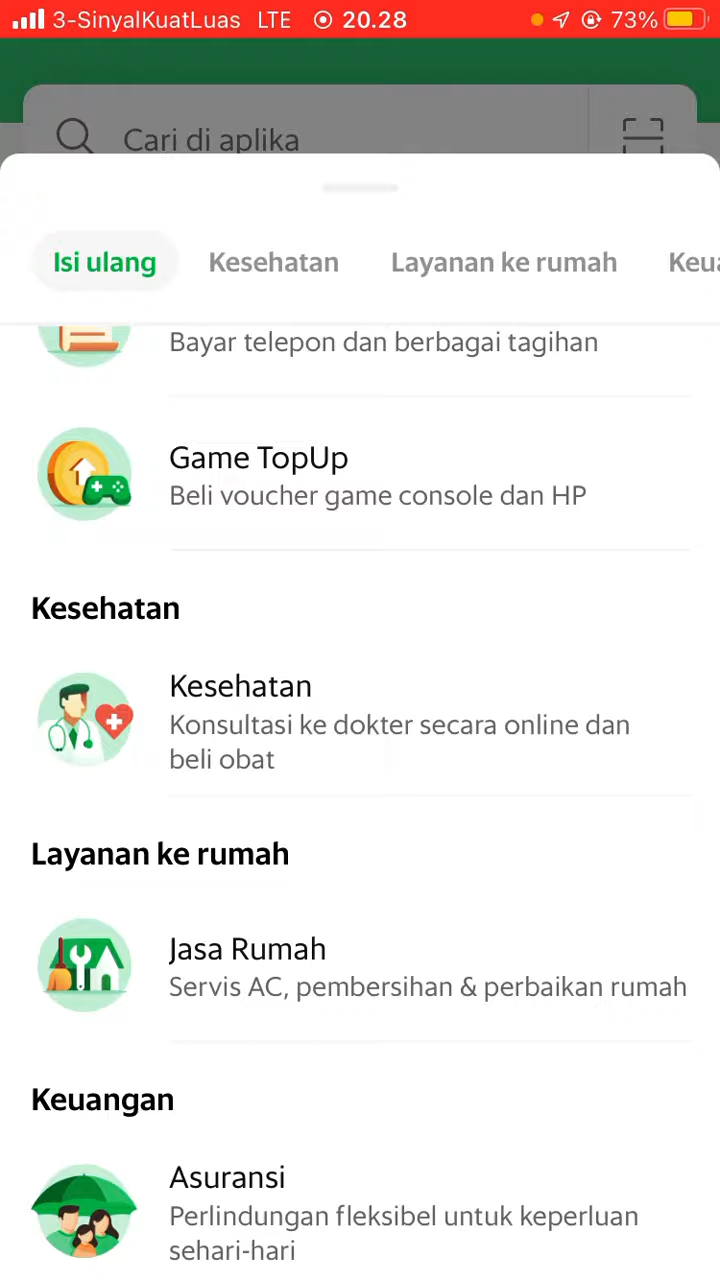 3-SinyalKuatLuas LTE 20.28 73%
Cari di aplika
Isi ulang Kesehatan Layanan ke rumah Keua
Bayar telepon dan berbagai tagihan
Game TopUp
Beli voucher game console dan HP
Kesehatan
Kesehatan
Konsultasi ke dokter secara online dan
beli obat
Layanan ke rumah
Jasa Rumah
Servis AC, pembersihan & perbaikan rumah
Keuangan
Asuransi
Perlindungan fleksibel untuk keperluan
sehari-hari